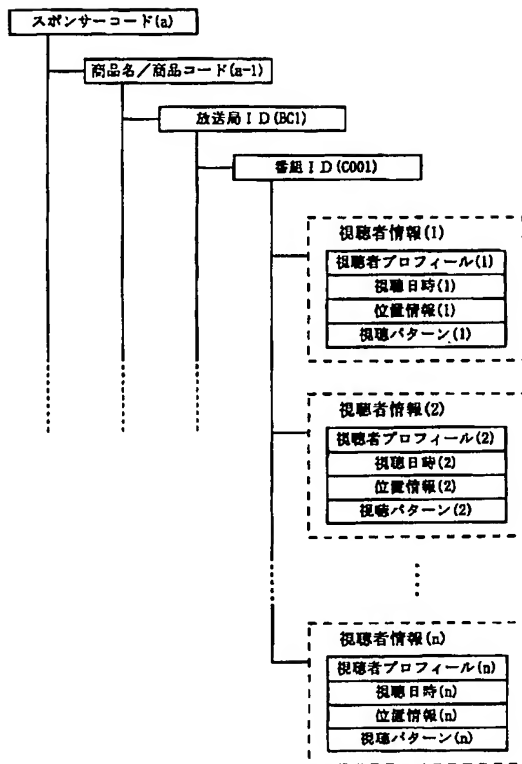 スポンサーコード(a)
商品名／商品コード(a-1)
放送局ＩＤ(BC1)
番組ＩＤ(C001)
視聴者情報(1)
視聴者プロフィール(1)
視聴日時(1)
位置情報(1)
視聴パターン(1)
視聴者情報(2)
視聴者プロフィール(2)
視聴日時(2)
位置情報(2)
視聴パターン(2)
視聴者情報(n)
視聴者プロフィール(n)
視聴日時(n)
位置情報(n)
視聴パターン(n)